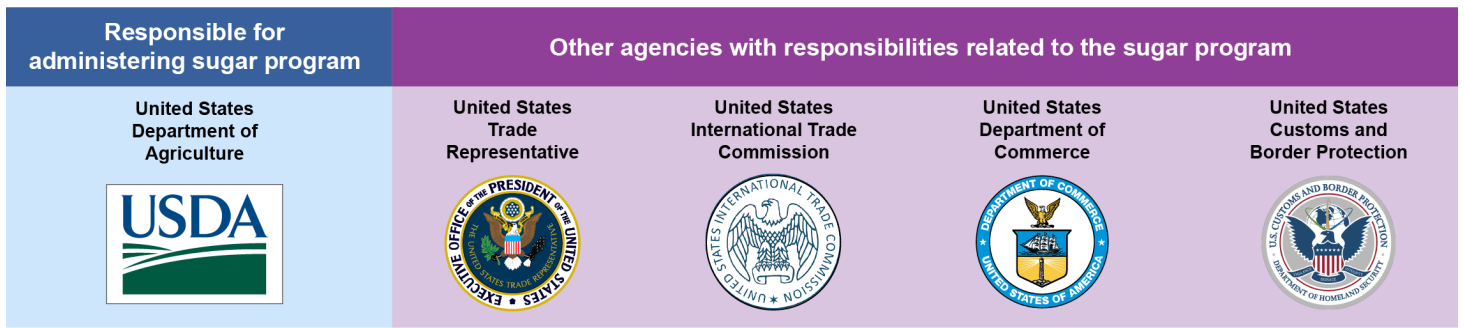 Responsible for
administering sugar program
Other agencies with responsibilities related to the sugar program
United States
Department of
Agriculture
USDA
United States
Trade
Representative
EXECUTIVE OFFICE OF THE PRESIDENT OF THE UNITED STATES
THE UNITED STATES TRADE REPRESENTATIVE
United States
International Trade
Commission
UNITED STATES INTERNATIONAL TRADE COMMISSION
United States
Department of
Commerce
DEPARTMENT OF COMMERCE
UNITED STATES OF AMERICA
United States
Customs and
Border Protection
U.S. CUSTOMS AND BORDER PROTECTION
DEPARTMENT OF HOMELAND SECURITY